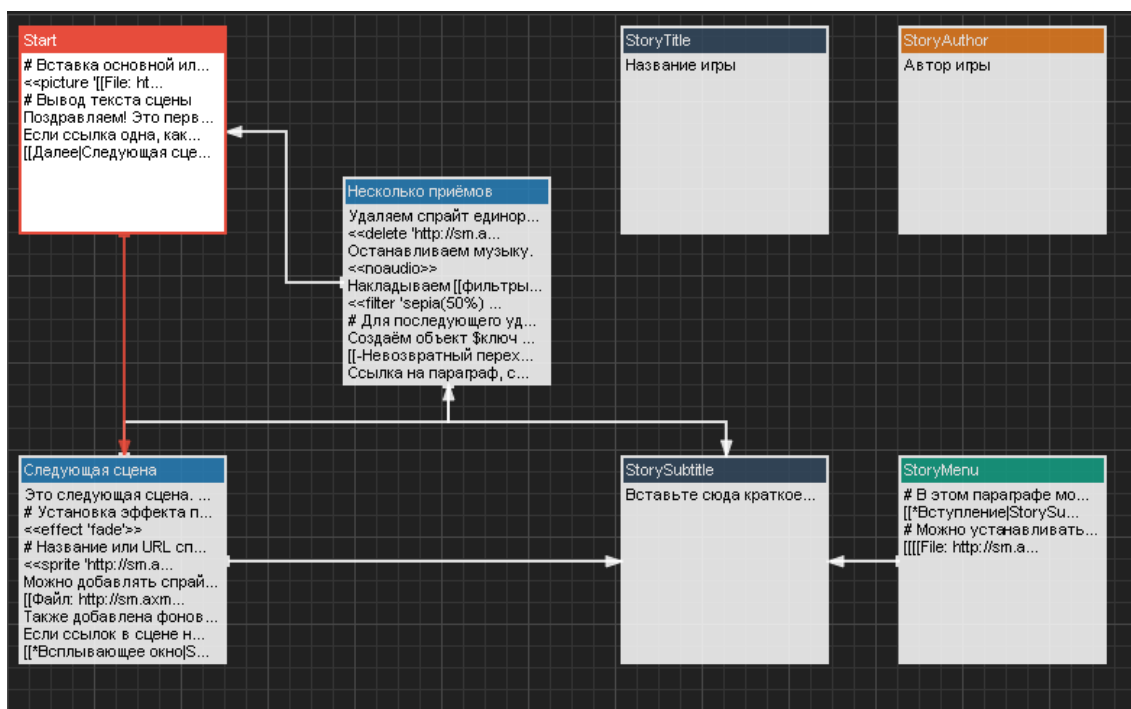 Start
# Вставка основной ил...
<<picture '[[File: ht...
# Вывод текста сцены
Поздравляем! Это перв...
Если ссылка одна, как...
[[Далее|Следующая сце...
StoryTitle
Название игры
StoryAuthor
Автор игры
Несколько приёмов
Удаляем спрайт единор...
<<delete 'http://sm.a...
Останавливаем музыку.
<<noaudio>>
Накладываем [[фильтры...
<<filter 'sepia(50%) ...
# Для последующего уд...
Создаём объект $ключ ...
[[-Невозвратный перех...
Ссылка на параграф, с...
Следующая сцена
Это следующая сцена. ...
# Установка эффекта п...
<<effect 'fade'>>
# Название или URL сп...
<<sprite 'http://sm.a...
Можно добавлять спрай...
[[Файл: http://sm.axm...
Также добавлена фонов...
Если ссылок в сцене н...
[[*Всплывающее окно|S...
StorySubtitle
Вставьте сюда краткое...
StoryMenu
# В этом параграфе мо...
[[*Вступление|StorySu...
# Можно устанавливать...
[[[[File: http://sm.a...